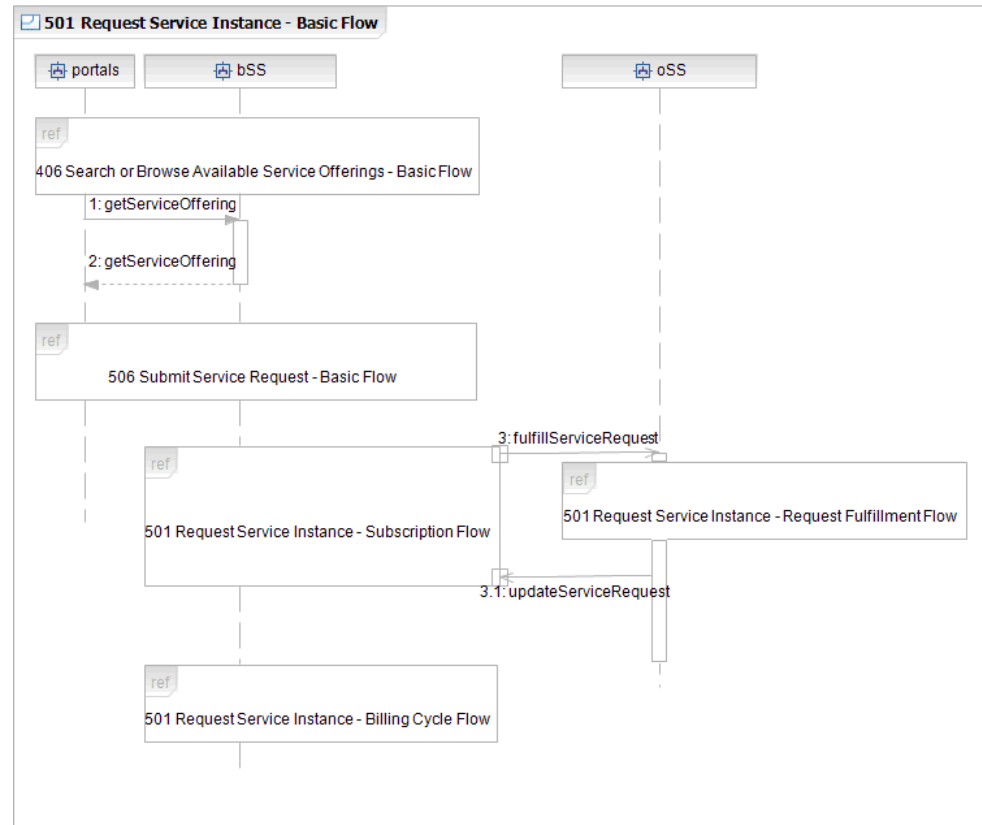 501 Request Service Instance - Basic Flow
portals
bSS
oSS
ref
406 Search or Browse Available Service Offerings - Basic Flow
1: getServiceOffering
2: getServiceOffering
ref
506 Submit Service Request - Basic Flow
3: fulfillServiceRequest
ref
501 Request Service Instance - Subscription Flow
ref
501 Request Service Instance - Request Fulfillment Flow
3.1: updateServiceRequest
ref
501 Request Service Instance - Billing Cycle Flow